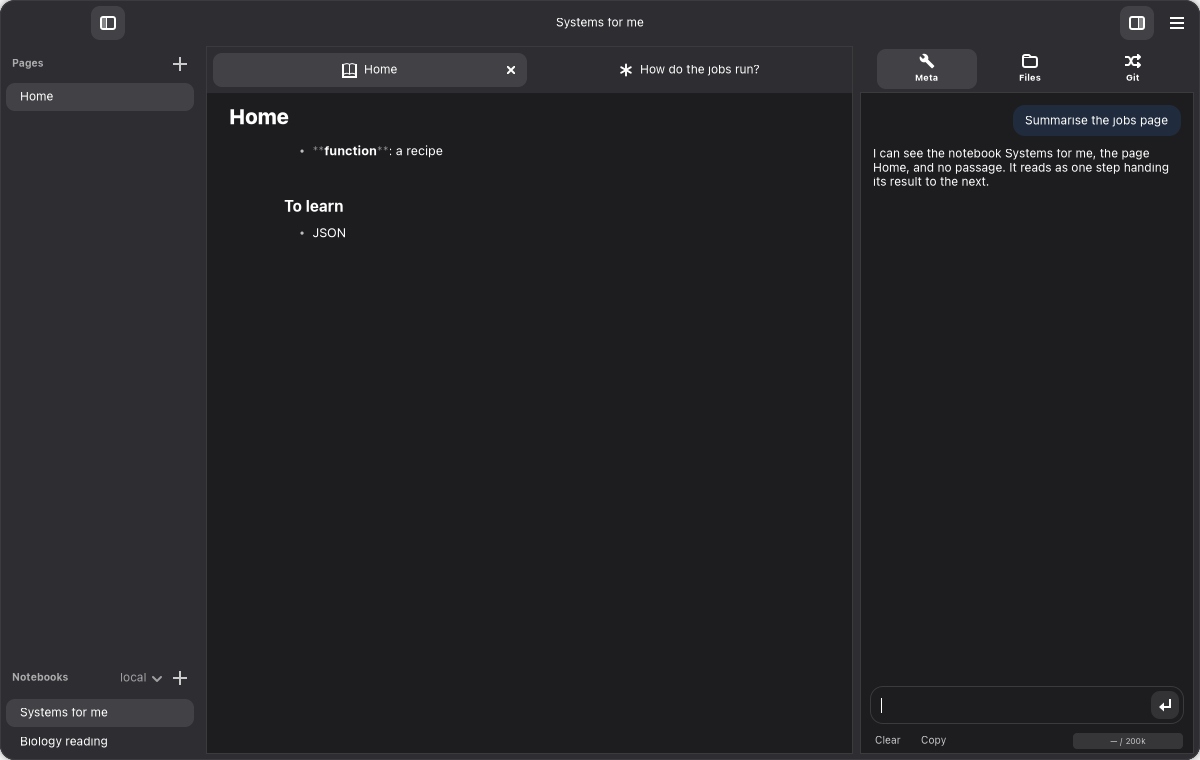 Systems for me
Pages
Home
Notebooks
local
Systems for me
Biology reading
Home
How do the jobs run?
Home
• **function**: a recipe
To learn
• JSON
Meta
Files
Git
Summarise the jobs page
I can see the notebook Systems for me, the page
Home, and no passage. It reads as one step handing
its result to the next.
Clear
Copy
— / 200k